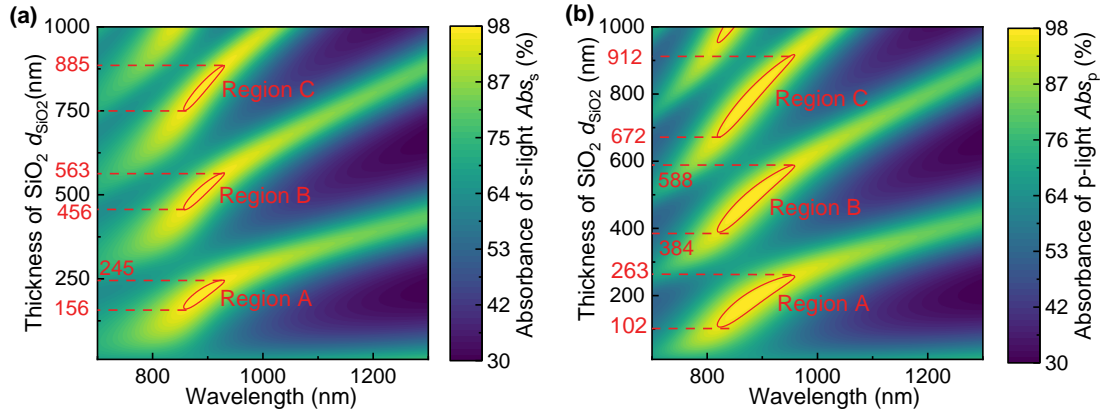 (a)
Thickness of SiO2 dSiO2(nm)
1000
885
750
563
500
456
245
250
156
Region C
Region B
Region A
800
1000
1200
Wavelength (nm)
98
87
75
64
53
42
30
Absorbance of s-light Abss (%)
(b)
Thickness of SiO2 dSiO2(nm)
1000
912
800
672
600
588
400
384
263
200
102
Region C
Region B
Region A
800
1000
1200
Wavelength (nm)
98
87
75
64
53
42
30
Absorbance of p-light Absp (%)